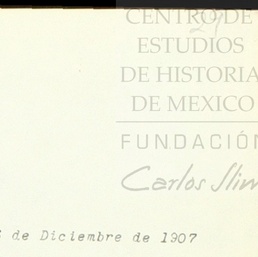 CENTRO DE
ESTUDIOS
DE HISTORIA
DE MEXICO
FUNDACIÓN
Carlos Slim
de Diciembre de 1907